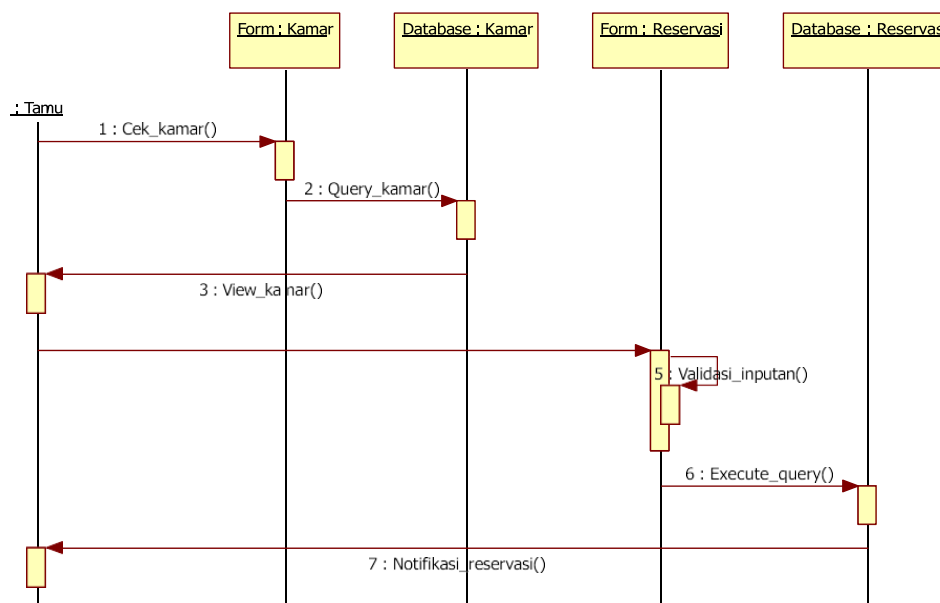 Form : Kamar
Database : Kamar
Form : Reservasi
Database : Reservas
: Tamu
1 : Cek_kamar()
2 : Query_kamar()
3 : View_kamar()
5 : Validasi_inputan()
6 : Execute_query()
7 : Notifikasi_reservasi()